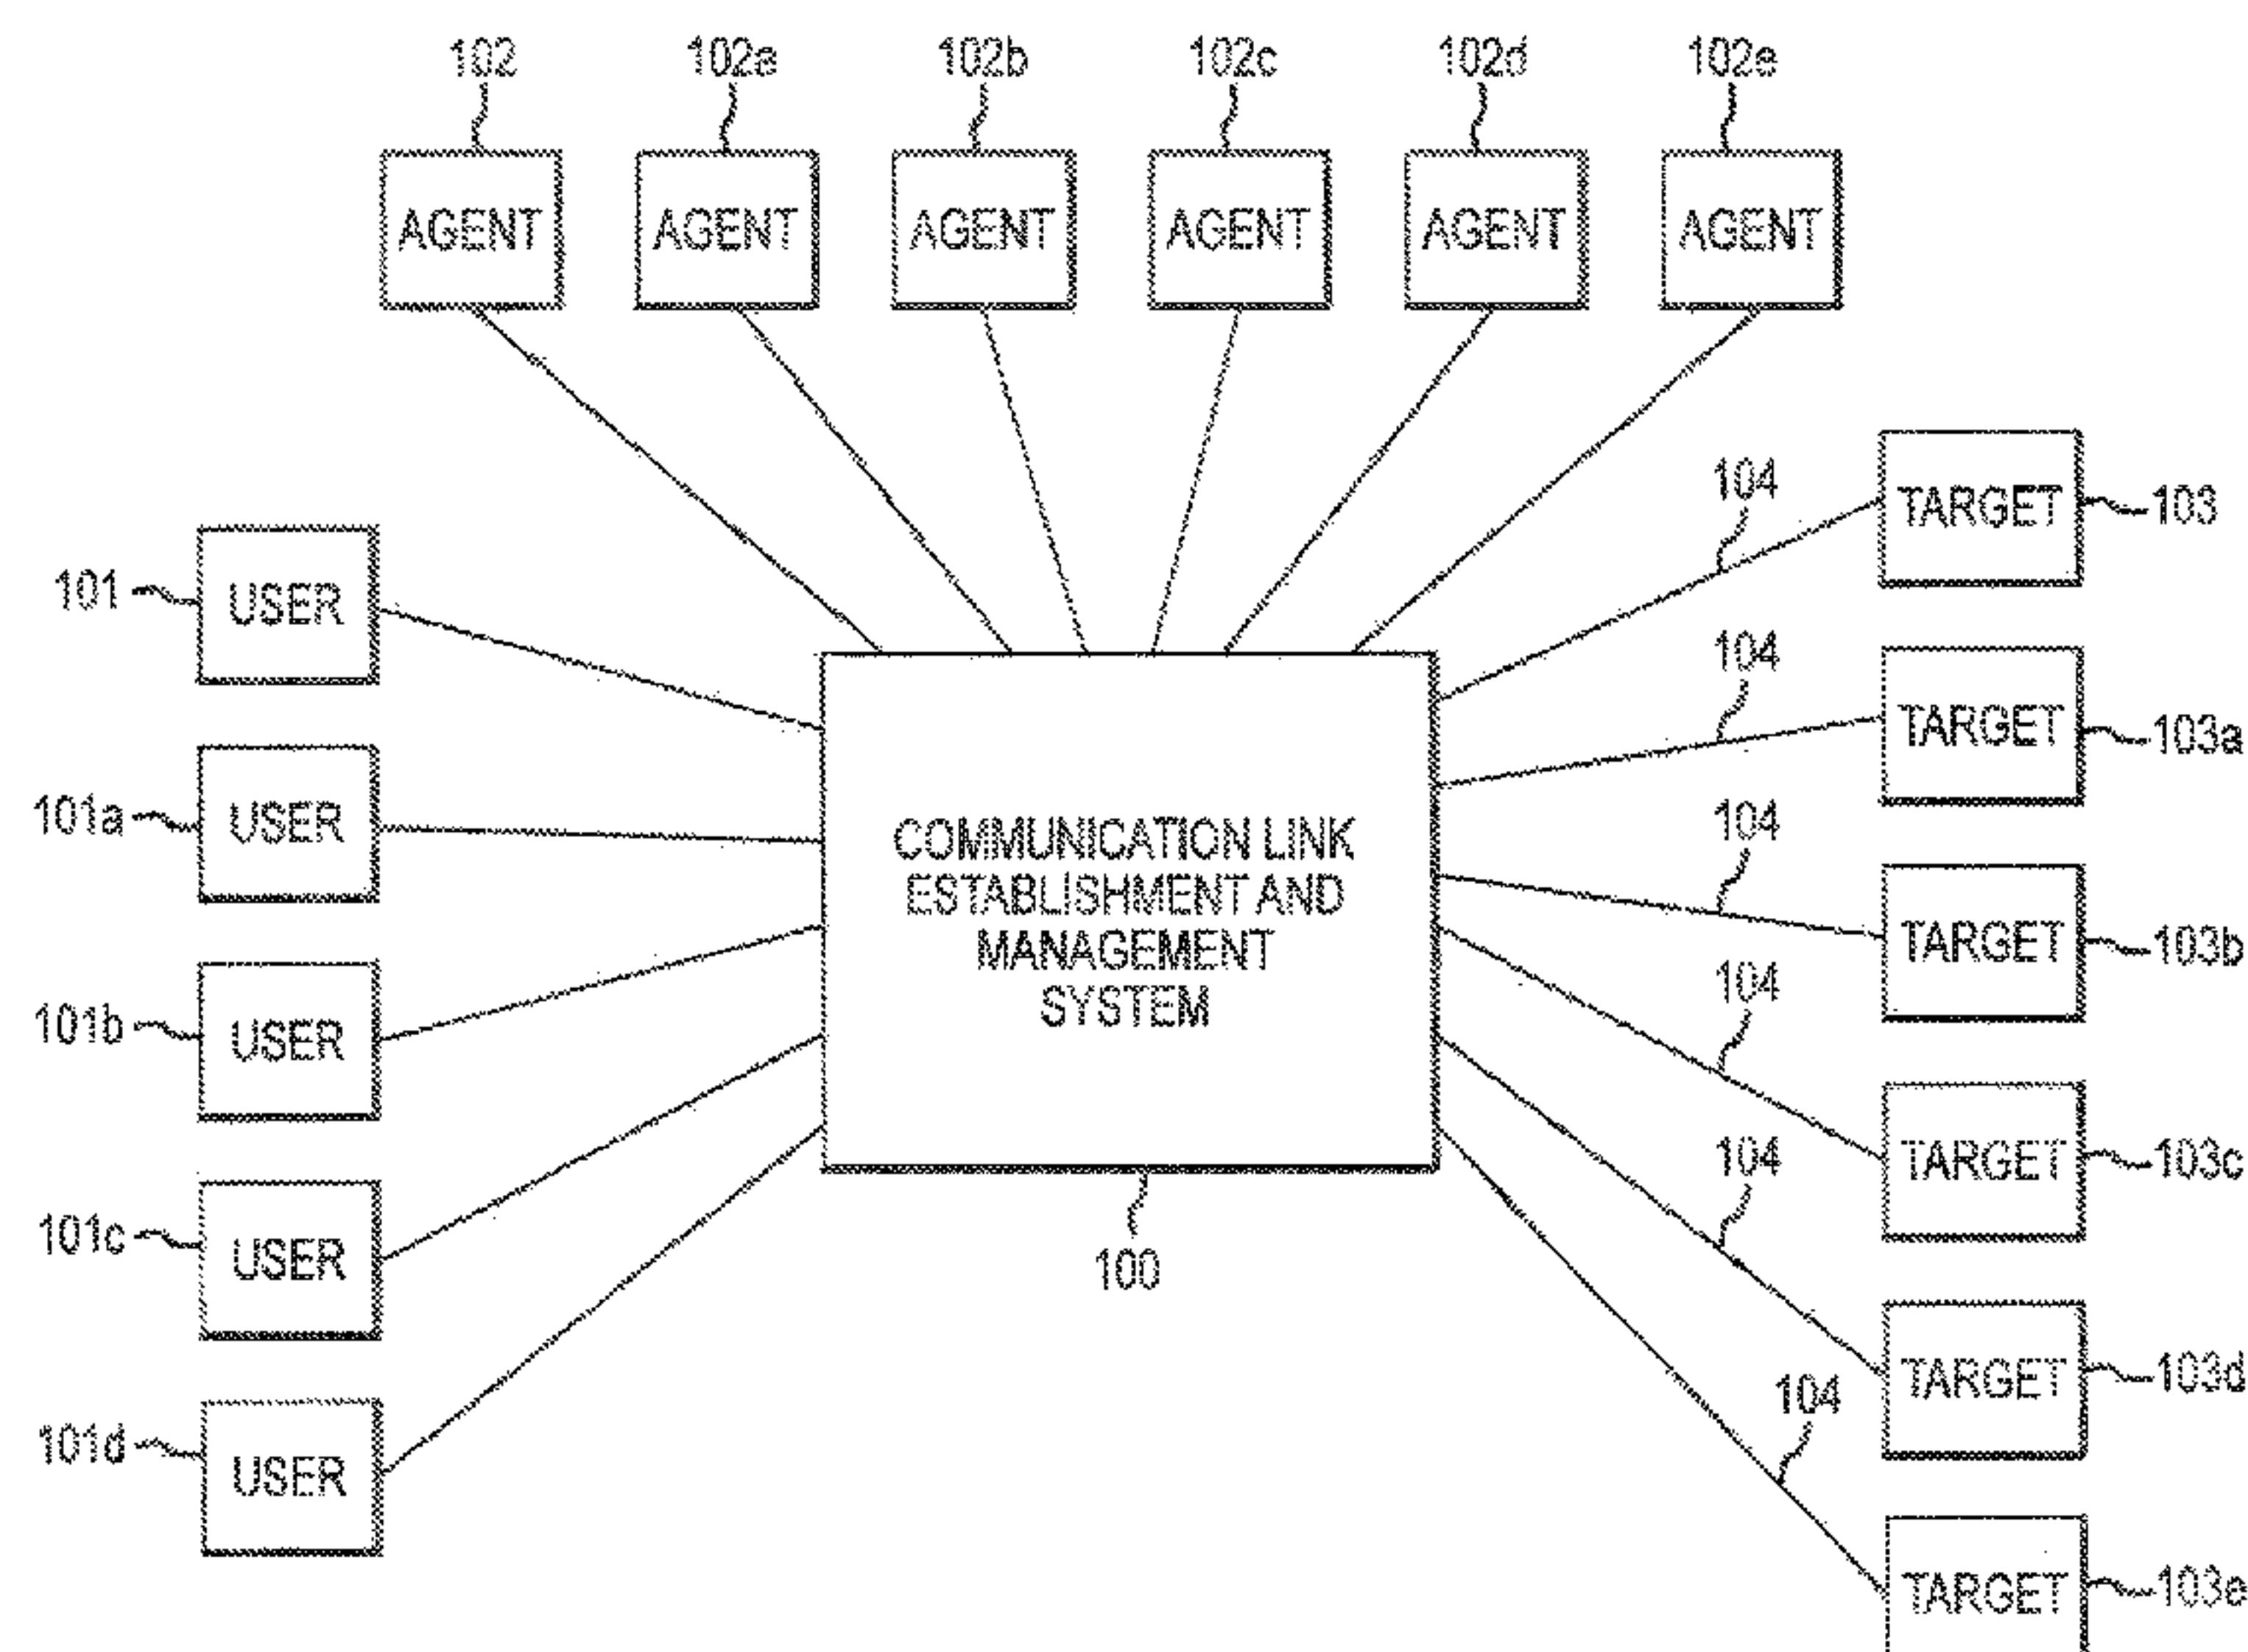 102 102a 102b 102c 102d 102e
AGENT AGENT AGENT AGENT AGENT AGENT
104 TARGET 103
101 USER
104 TARGET 103a
101a USER
104 TARGET 103b
COMMUNICATION LINK
ESTABLISHMENT AND
MANAGEMENT
SYSTEM
101b USER
104 TARGET 103c
101c USER
100
104 TARGET 103d
101d USER
104 TARGET 103e